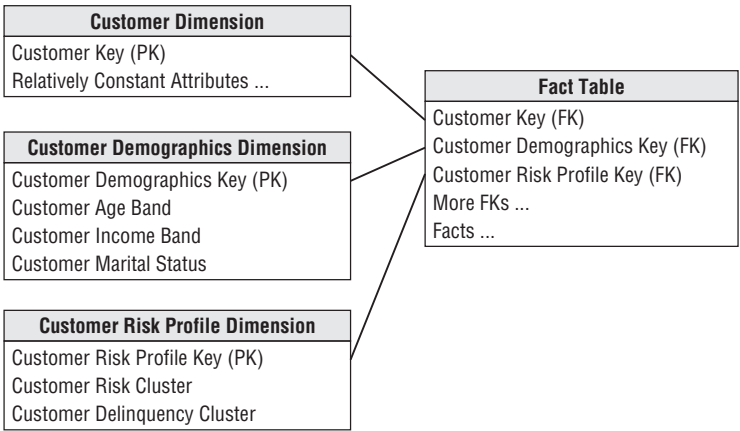 Customer Dimension
Customer Key (PK)
Relatively Constant Attributes ...
Customer Demographics Dimension
Customer Demographics Key (PK)
Customer Age Band
Customer Income Band
Customer Marital Status
Customer Risk Profile Dimension
Customer Risk Profile Key (PK)
Customer Risk Cluster
Customer Delinquency Cluster
Fact Table
Customer Key (FK)
Customer Demographics Key (FK)
Customer Risk Profile Key (FK)
More FKs ...
Facts ...